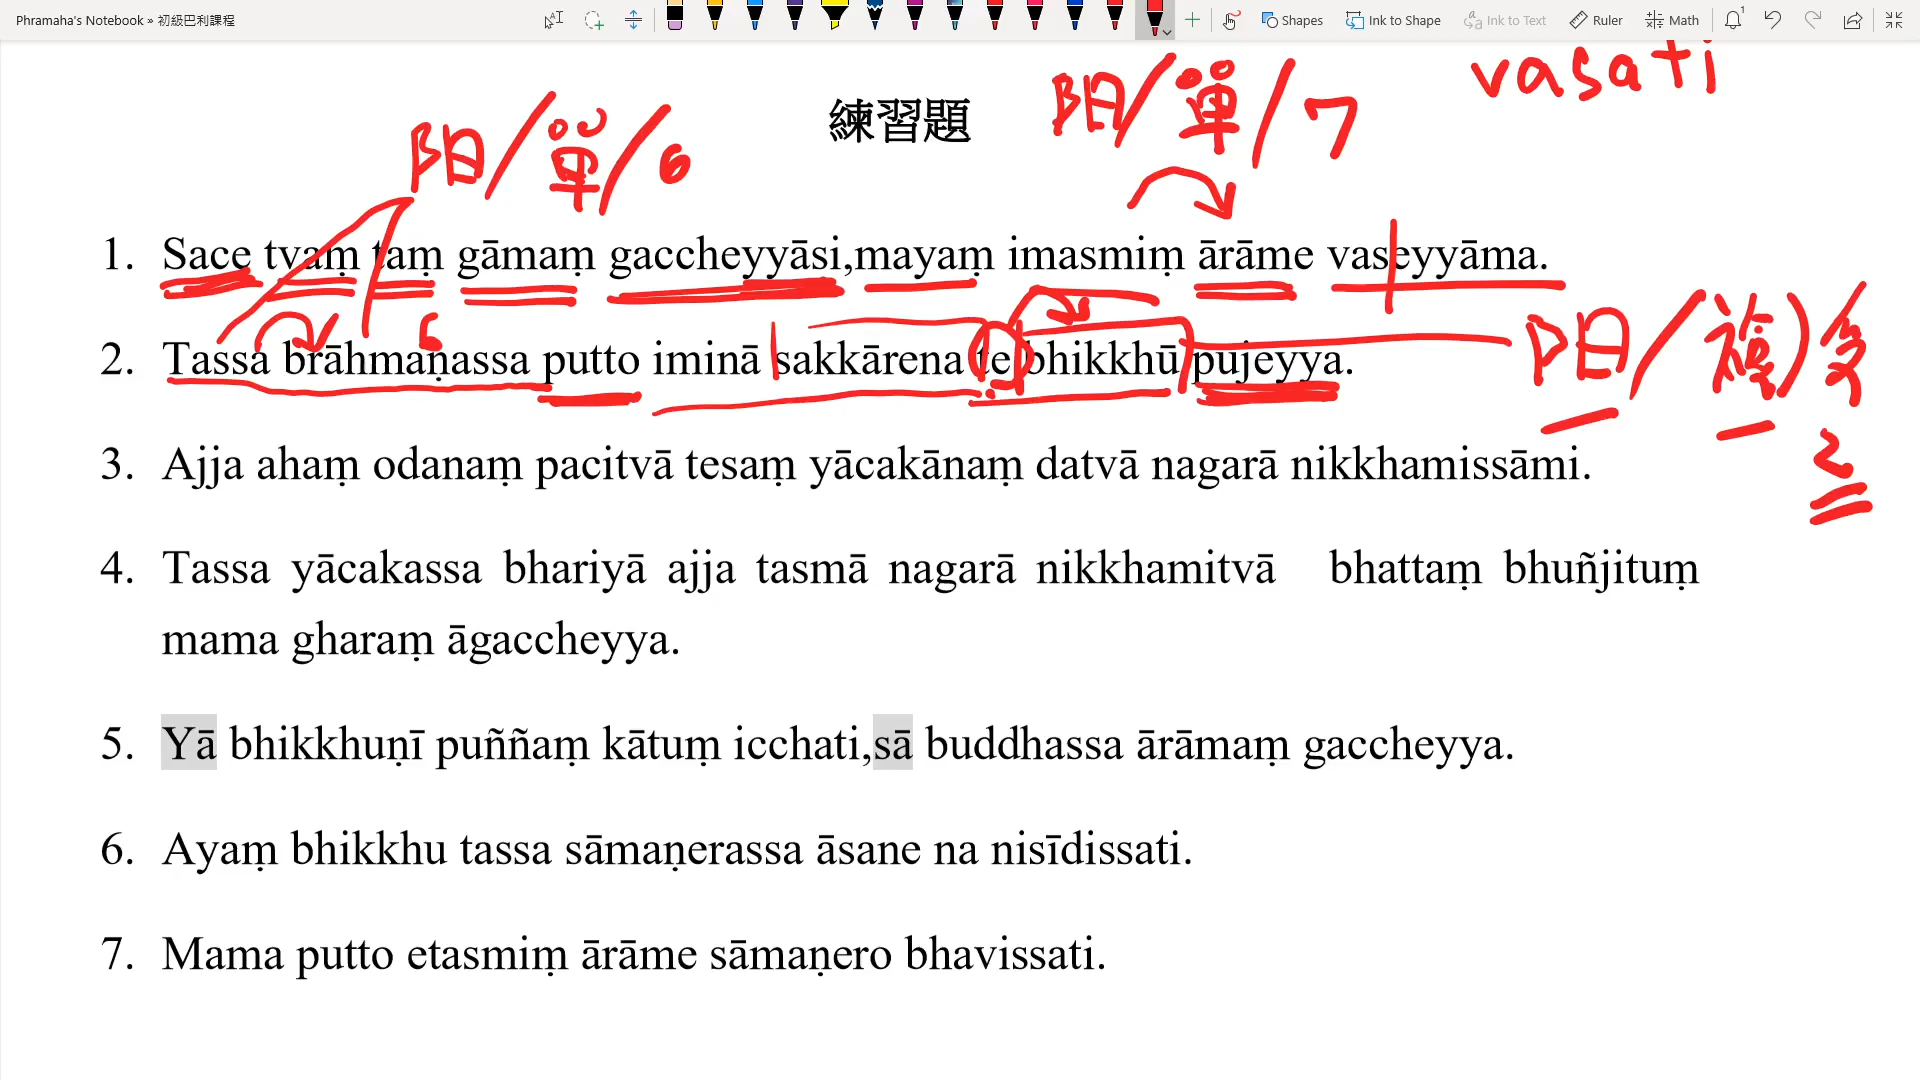 Phramaha's Notebook » 初級巴利課程
Shapes Ink to Shape Ink to Text Ruler Math 1
vasati
練習題
阳/單/7
阳/單/6
1. Sace tvaṃ taṃ gāmaṃ gaccheyyāsi,mayaṃ imasmiṃ ārāme vaseyyāma.
6
2. Tassa brāhmaṇassa putto iminā sakkārena te bhikkhū pujeyya.
阳/複
2
3. Ajja ahaṃ odanaṃ pacitvā tesaṃ yācakānaṃ datvā nagarā nikkhamissāmi.
4. Tassa yācakassa bhariyā ajja tasmā nagarā nikkhamitvā bhattaṃ bhuñjituṃ
mama gharaṃ āgaccheyya.
5. Yā bhikkhuṇī puññaṃ kātuṃ icchati,sā buddhassa ārāmaṃ gaccheyya.
6. Ayaṃ bhikkhu tassa sāmaṇerassa āsane na nisīdissati.
7. Mama putto etasmiṃ ārāme sāmaṇero bhavissati.